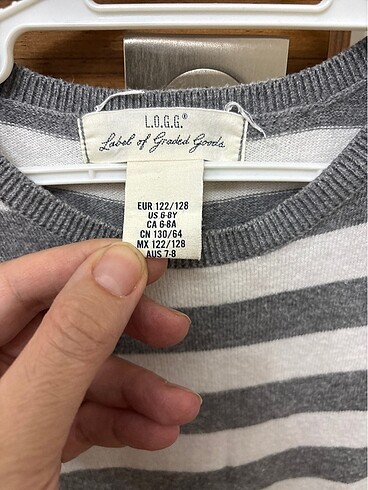 L.O.G.G.®
Label of Graded Goods
EUR 122/128
US 6-8Y
CA 6-8A
CN 130/64
MX 122/128
AUS 7-8